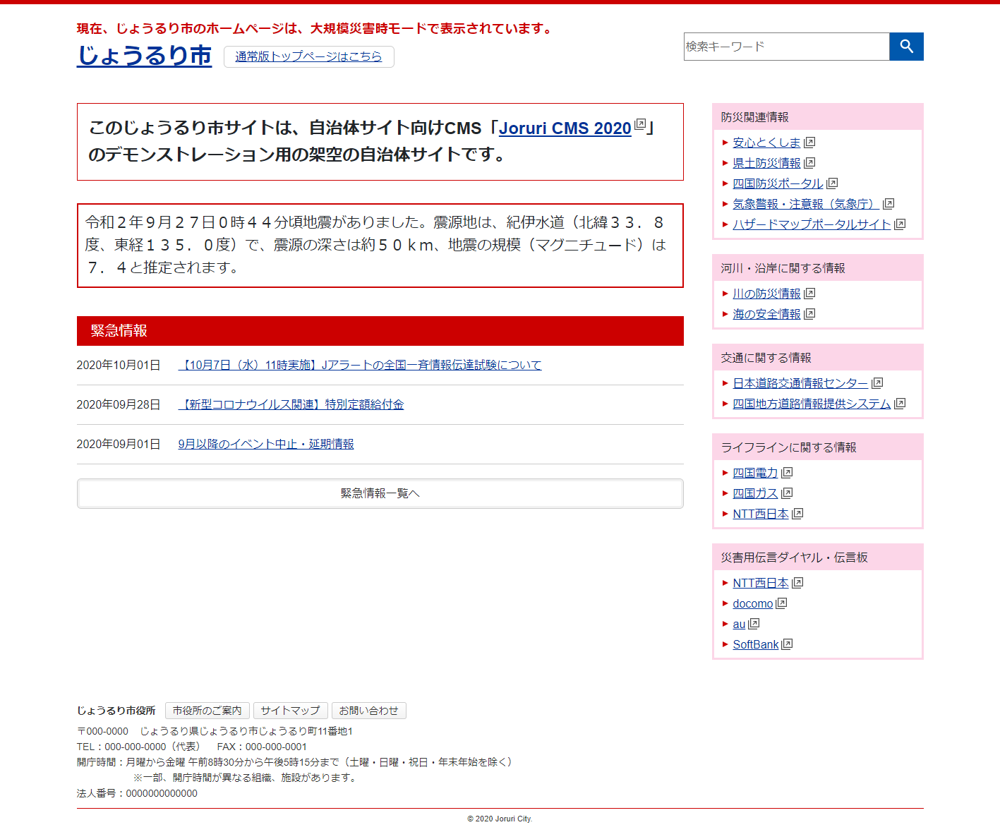 現在、じょうるり市のホームページは、大規模災害時モードで表示されています。
じょうるり市
通常版トップページはこちら
検索キーワード
このじょうるり市サイトは、自治体サイト向けCMS「Joruri CMS 2020」
のデモンストレーション用の架空の自治体サイトです。
令和２年９月２７日０時４４分頃地震がありました。震源地は、紀伊水道（北緯３３．８
度、東経１３５．０度）で、震源の深さは約５０ｋｍ、地震の規模（マグニチュード）は
７．４と推定されます。
緊急情報
2020年10月01日 【10月7日（水）11時実施】Jアラートの全国一斉情報伝達試験について
2020年09月28日 【新型コロナウイルス関連】特別定額給付金
2020年09月01日 9月以降のイベント中止・延期情報
緊急情報一覧へ
防災関連情報
安心とくしま
県土防災情報
四国防災ポータル
気象警報・注意報（気象庁）
ハザードマップポータルサイト
河川・沿岸に関する情報
川の防災情報
海の安全情報
交通に関する情報
日本道路交通情報センター
四国地方道路情報提供システム
ライフラインに関する情報
四国電力
四国ガス
NTT西日本
災害用伝言ダイヤル・伝言板
NTT西日本
docomo
au
SoftBank
じょうるり市役所 市役所のご案内 サイトマップ お問い合わせ
〒000-0000 じょうるり県じょうるり市じょうるり町11番地1
TEL：000-000-0000（代表） FAX：000-000-0001
開庁時間：月曜から金曜 午前8時30分から午後5時15分まで（土曜・日曜・祝日・年末年始を除く）
※一部、開庁時間が異なる組織、施設があります。
法人番号：0000000000000
© 2020 Joruri City.